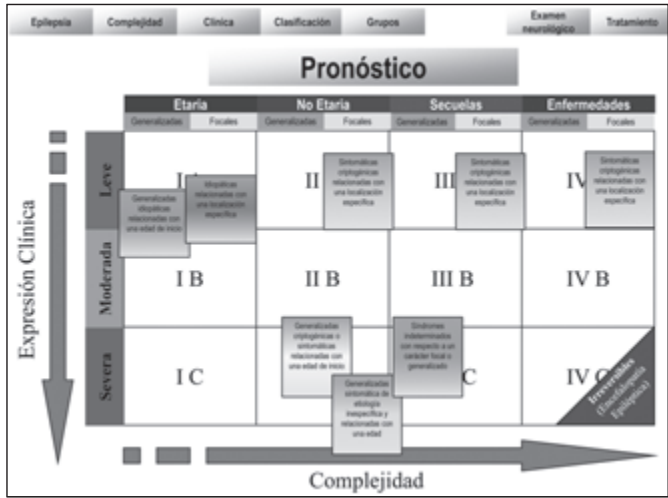 Epilepsia Complejidad Clínica Clasificación Grupos Examen neurológico Tratamiento
Pronóstico
Etaria No Etaria Secuelas Enfermedades
Generalizadas Focales Generalizadas Focales Generalizadas Focales Generalizadas Focales
Expresión Clínica
Leve
I
II
III
IV
Generalizadas
idiopáticas
relacionadas con
una edad de inicio
Idiopáticas
relacionadas con
una localización
específica
Sintomáticas
criptogénicas
relacionadas con
una localización
específica
Sintomáticas
criptogénicas
relacionadas con
una localización
específica
Sintomáticas
criptogénicas
relacionadas con
una localización
específica
Moderada
I B II B III B IV B
Severa
I C
Generalizadas
criptogénicas o
sintomáticas
relacionadas con
una edad de inicio
Generalizadas
sintomática de
etiología
inespecífica y
relacionadas con
una edad
Síndromes
indeterminados
con respecto a un
carácter focal o
generalizado
C
IV C
Irreversibles
(Encefalopatía
Epiléptica)
Complejidad